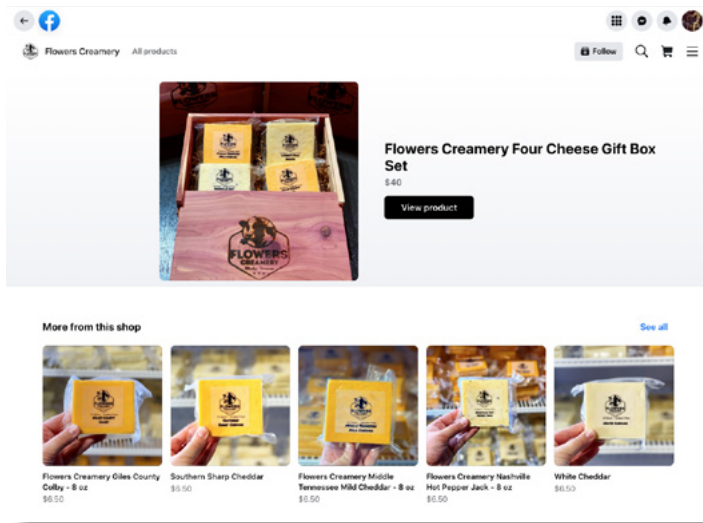 Flowers Creamery
All products
Follow
Flowers Creamery Four Cheese Gift Box
Set
$40
View product
FLOWERS
CREAMERY
More from this shop
See all
Flowers Creamery Giles County
Colby - 8 oz
$6.50
Southern Sharp Cheddar
$6.50
Flowers Creamery Middle
Tennessee Mild Cheddar - 8 oz
$6.50
Flowers Creamery Nashville
Hot Pepper Jack - 8 oz
$6.50
White Cheddar
$6.50